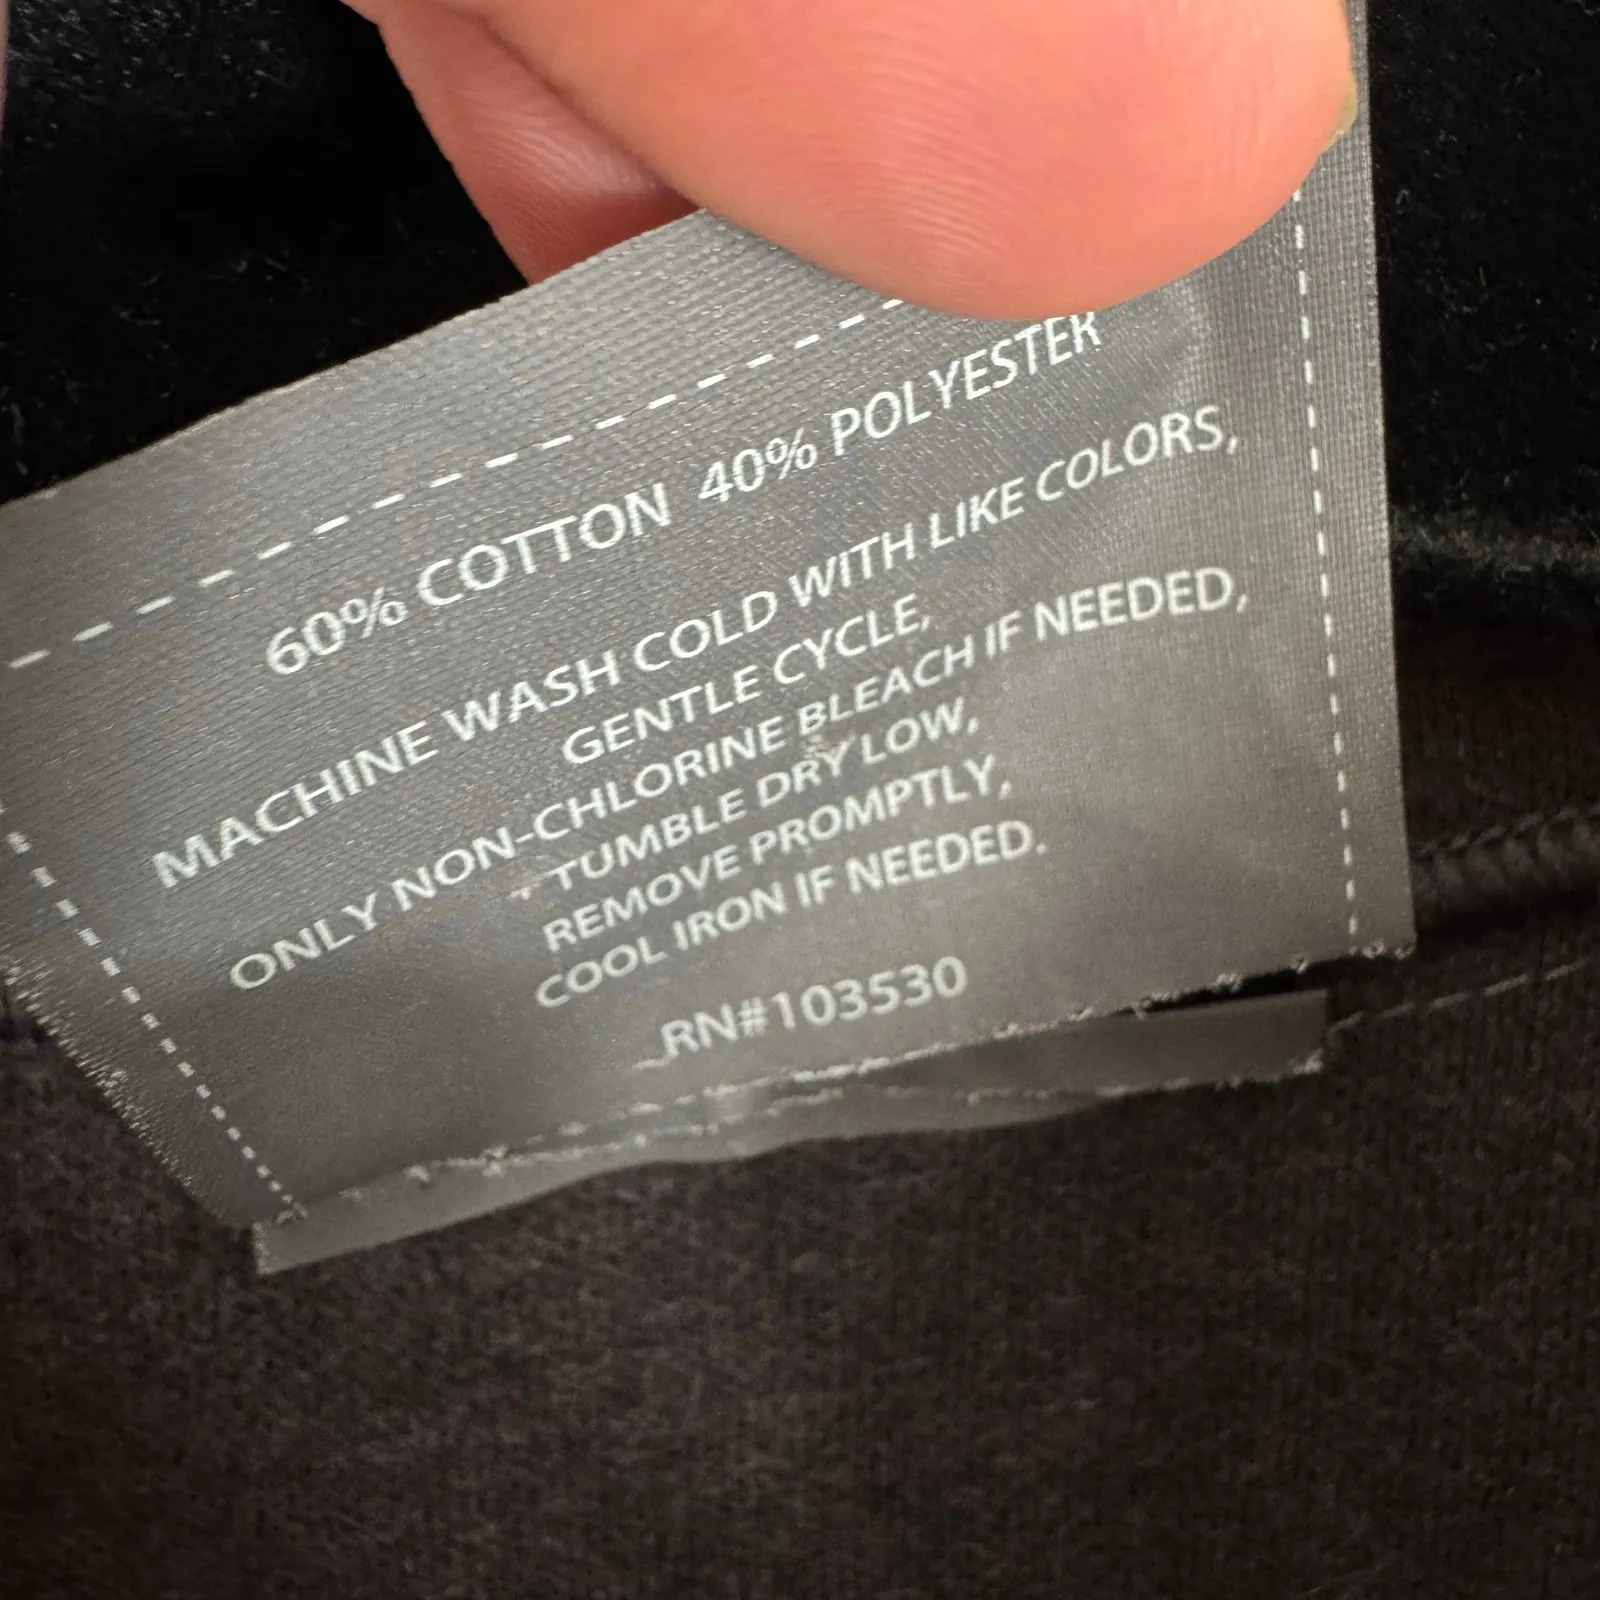 60% COTTON 40% POLYESTER
MACHINE WASH COLD WITH LIKE COLORS,
GENTLE CYCLE,
ONLY NON-CHLORINE BLEACH IF NEEDED,
TUMBLE DRY LOW,
REMOVE PROMPTLY,
COOL IRON IF NEEDED.
RN#103530